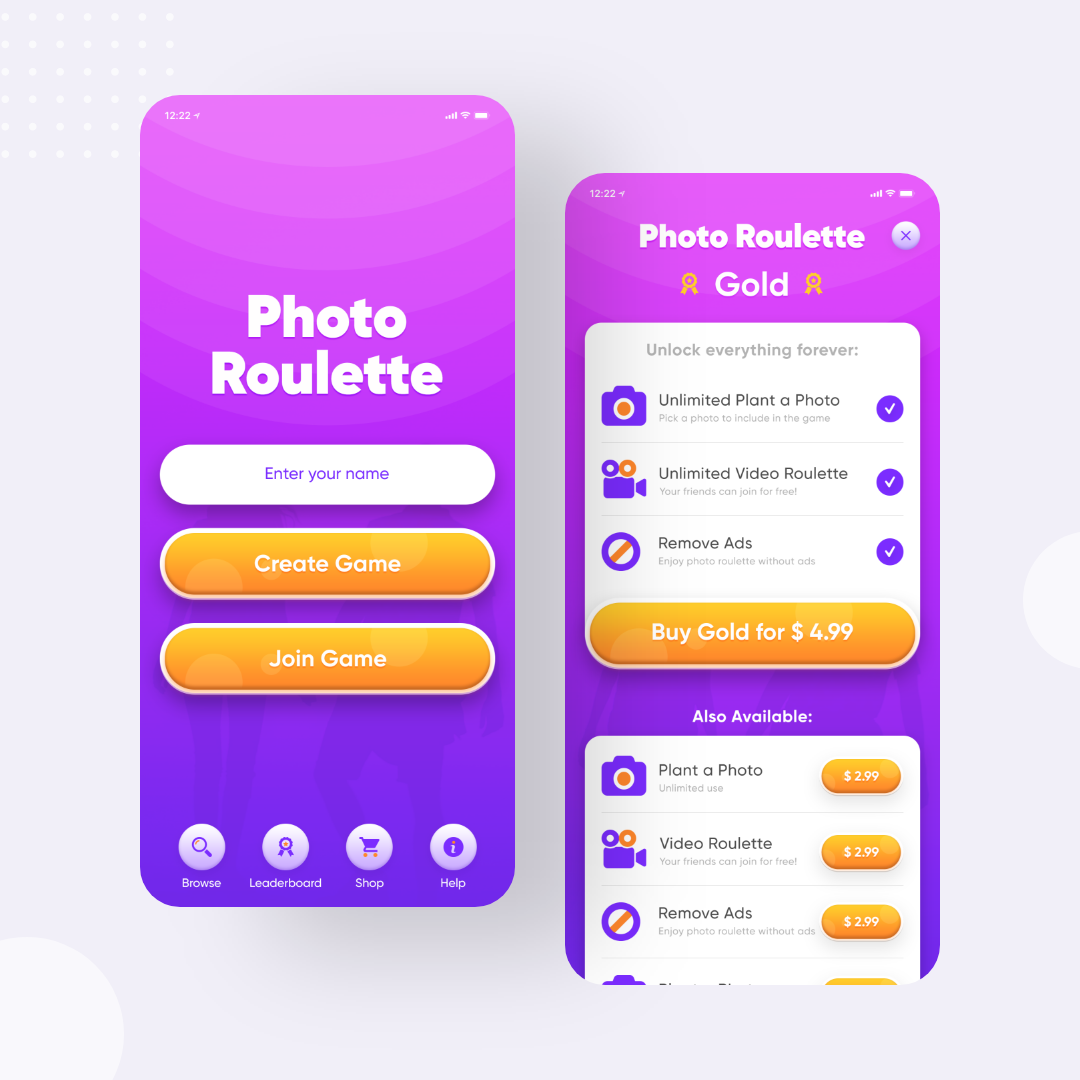 12:22
Photo
Roulette
Enter your name
Create Game
Join Game
Browse
Leaderboard
Shop
Help
12:22
Photo Roulette
Gold
Unlock everything forever:
Unlimited Plant a Photo
Pick a photo to include in the game
Unlimited Video Roulette
Your friends can join for free!
Remove Ads
Enjoy photo roulette without ads
Buy Gold for $ 4.99
Also Available:
Plant a Photo
Unlimited use
$ 2.99
Video Roulette
Your friends can join for free!
$ 2.99
Remove Ads
Enjoy photo roulette without ads
$ 2.99